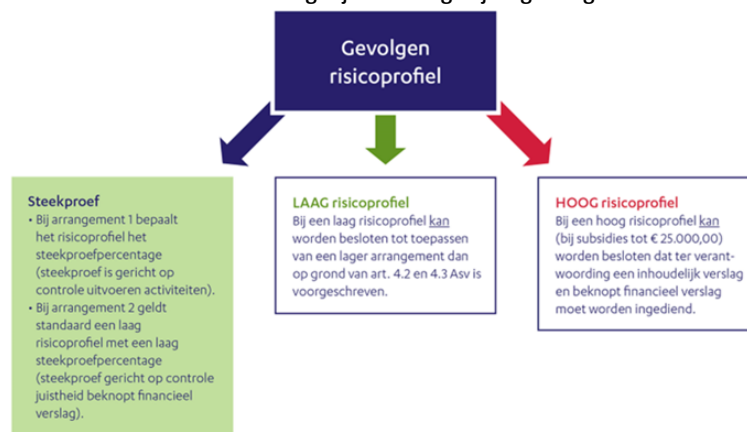 Gevolgen
risicoprofiel
Steekproef
• Bij arrangement 1 bepaalt
het risicoprofiel het
steekproefpercentage
(steekproef is gericht op
controle uitvoeren activiteiten).
• Bij arrangement 2 geldt
standaard een laag
risicoprofiel met een laag
steekproefpercentage
(steekproef gericht op controle
juistheid beknopt financieel
verslag).
LAAG risicoprofiel
Bij een laag risicoprofiel kan
worden besloten tot toepassen
van een lager arrangement dan
op grond van art. 4.2 en 4.3 Asv is
voorgeschreven.
HOOG risicoprofiel
Bij een hoog risicoprofiel kan
(bij subsidies tot € 25.000,00)
worden besloten dat ter verant-
woording een inhoudelijk verslag
en beknopt financieel verslag
moet worden ingediend.